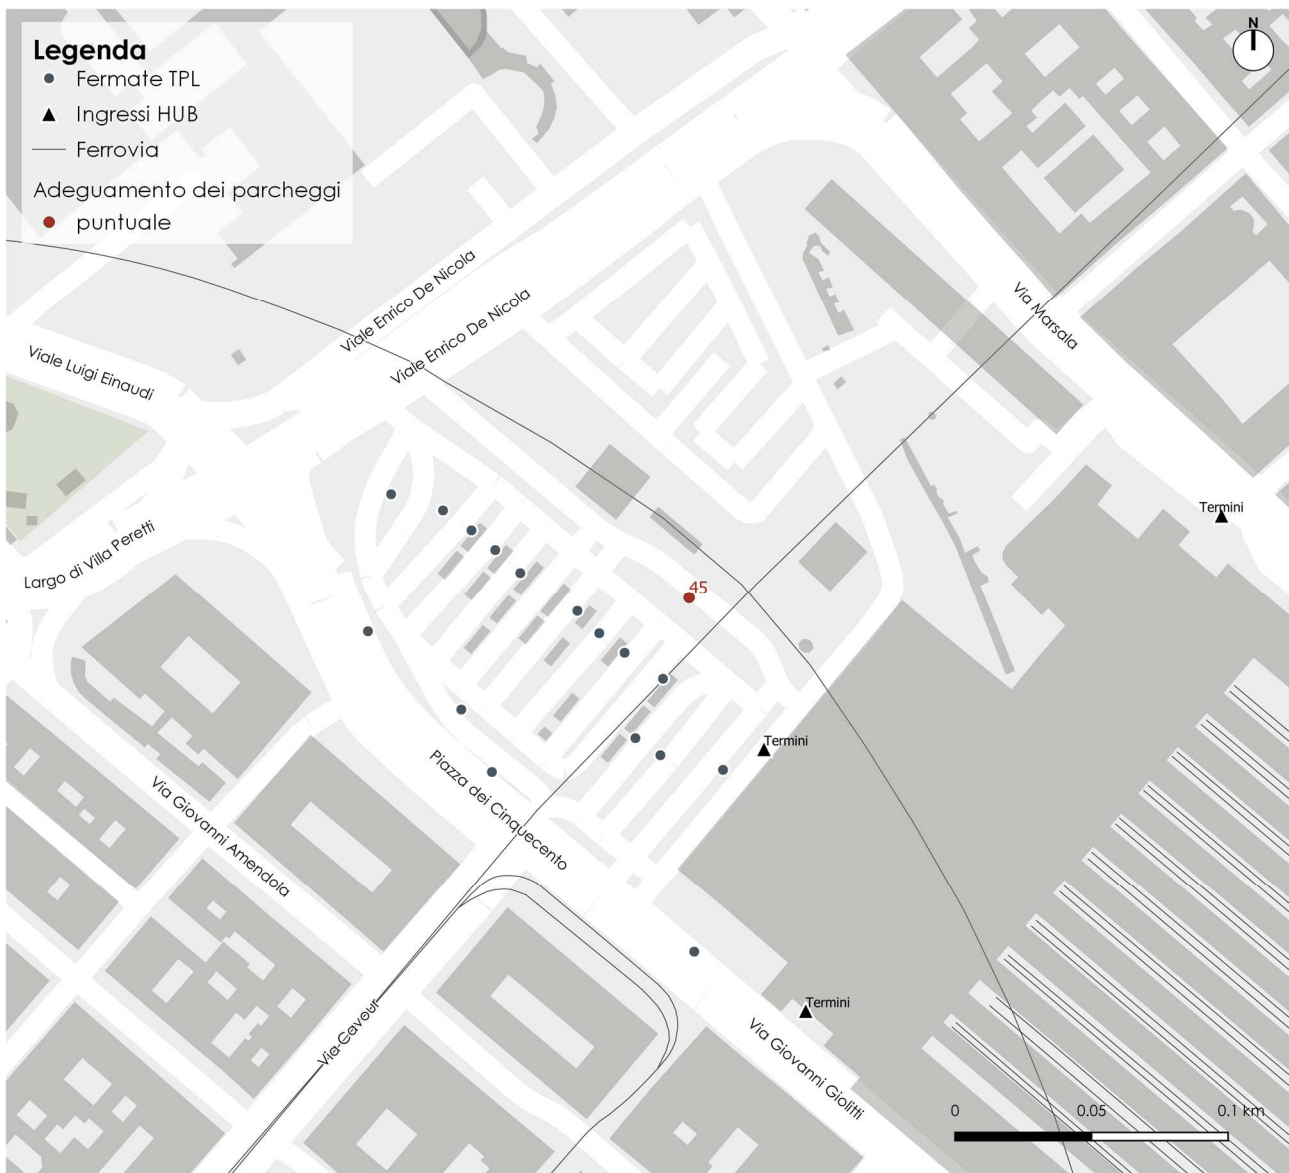 Legenda
Fermate TPL
Ingressi HUB
Ferrovia
Adeguamento dei parcheggi
puntuale
N
Viale Enrico De Nicola
Viale Enrico De Nicola
Via Marsala
Viale Luigi Einaudi
Termini
Largo di Villa Peretti
45
Termini
Piazza dei Cinquecento
Via Giovanni Amendola
Termini
Via Cavour
Via Giovanni Giolitti
0 0.05 0.1 km